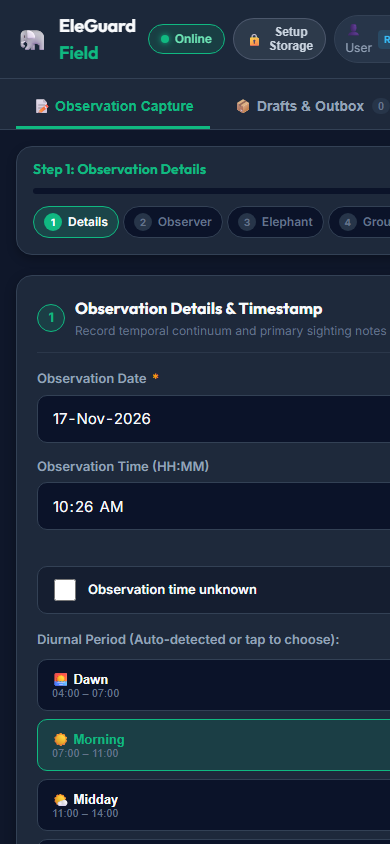 EleGuard
Field
Online
Setup
Storage
User
Observation Capture
Drafts & Outbox 0
Step 1: Observation Details
1 Details
2 Observer
3 Elephant
4
1
Observation Details & Timestamp
Record temporal continuum and primary sighting notes
Observation Date *
17-Nov-2026
Observation Time (HH:MM)
10:26 AM
Observation time unknown
Diurnal Period (Auto-detected or tap to choose):
Dawn
04:00 – 07:00
Morning
07:00 – 11:00
Midday
11:00 – 14:00